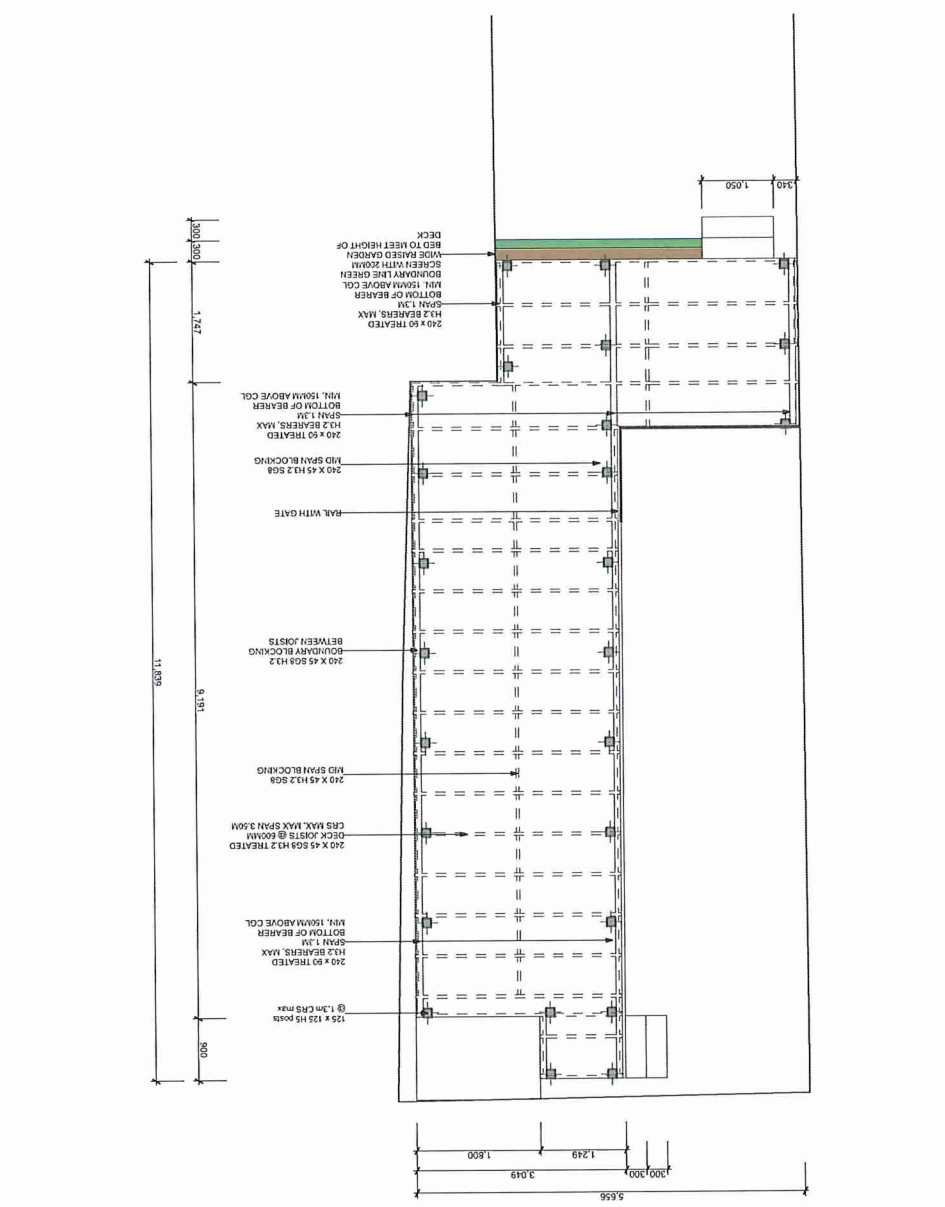 240 x 90 TREATED
H3.2 BEARERS, MAX
SPAN 1.3M
BOTTOM OF BEARER
MIN. 150MM ABOVE CGL
BOUNDARY LINE GREEN
SCREEN WITH 200MM
WIDE RAISED GARDEN
BED TO MEET HEIGHT OF
DECK
240 x 90 TREATED
H3.2 BEARERS, MAX
SPAN 1.3M
BOTTOM OF BEARER
MIN. 150MM ABOVE CGL
240 X 45 H3.2 SG8
MID SPAN BLOCKING
RAIL WITH GATE
240 X 45 SG8 H3.2
BOUNDARY BLOCKING
BETWEEN JOISTS
240 X 45 H3.2 SG8
MID SPAN BLOCKING
240 X 45 SG8 H3.2 TREATED
DECK JOISTS @ 600MM
CRS MAX, MAX SPAN 3.50M
240 x 90 TREATED
H3.2 BEARERS, MAX
SPAN 1.3M
BOTTOM OF BEARER
MIN. 150MM ABOVE CGL
125 x 125 H5 posts
@ 1.3m CRS max
1,050
340
300
300
1,747
11,839
9,191
900
1,800
1,249
3,049
300
300
5,656